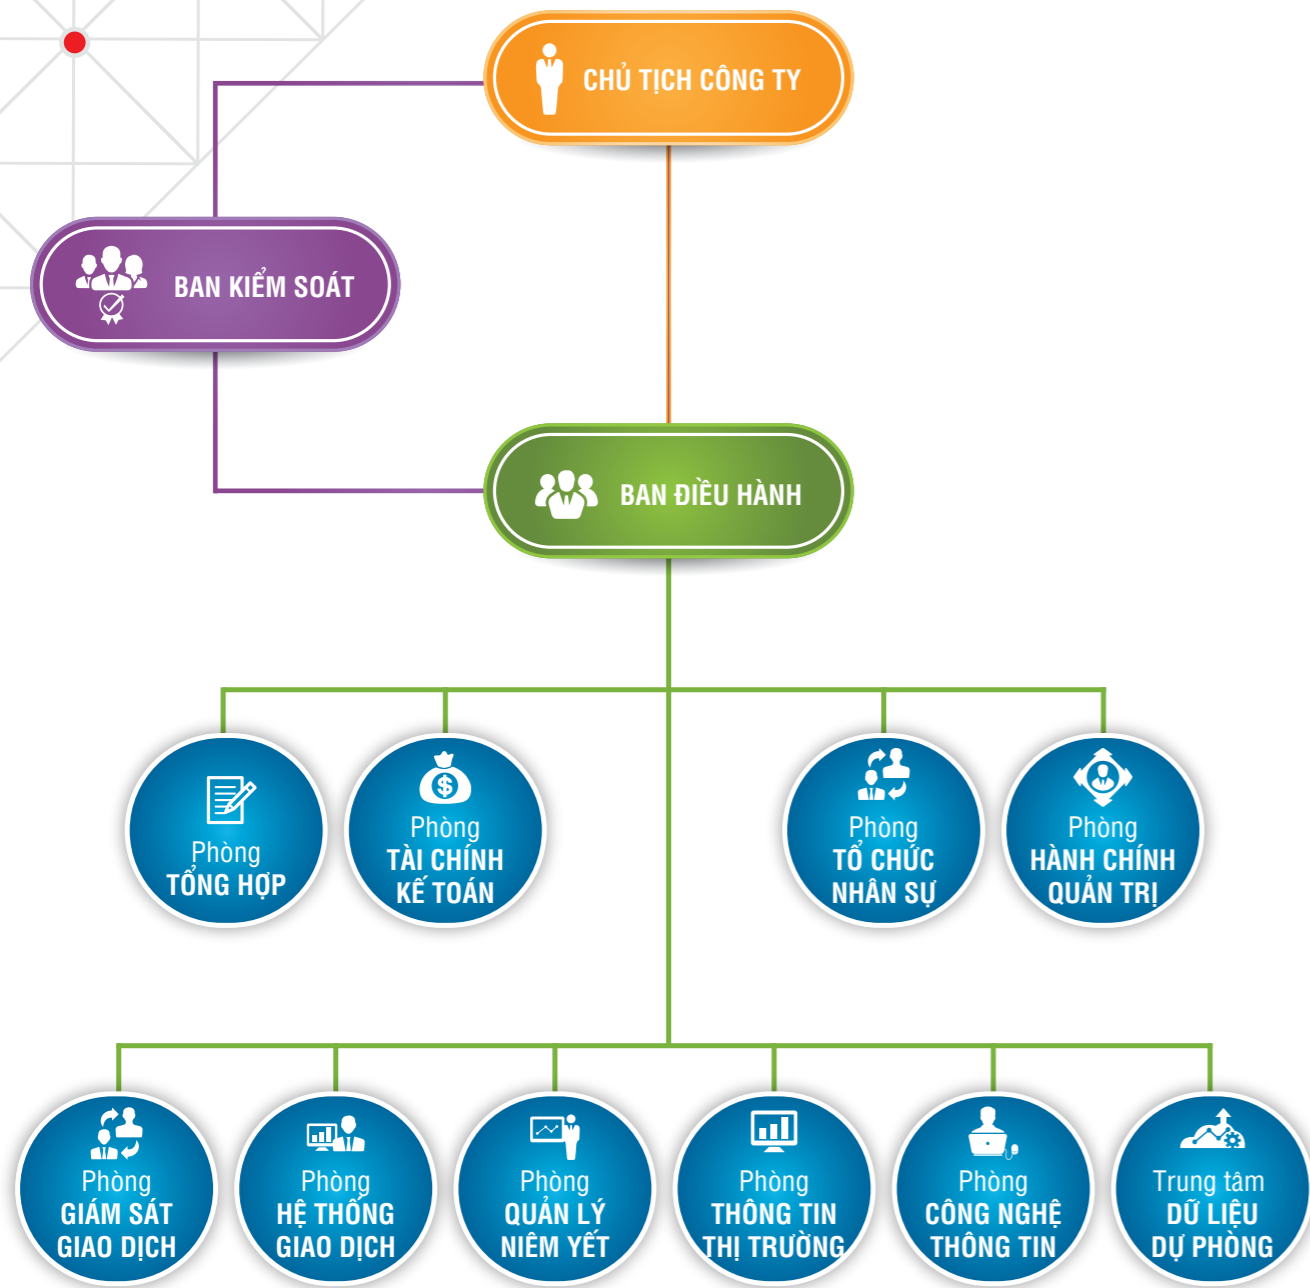 CHỦ TỊCH CÔNG TY
BAN KIỂM SOÁT
BAN ĐIỀU HÀNH
Phòng
TỔNG HỢP
Phòng
TÀI CHÍNH
KẾ TOÁN
Phòng
TỔ CHỨC
NHÂN SỰ
Phòng
HÀNH CHÍNH
QUẢN TRỊ
Phòng
GIÁM SÁT
GIAO DỊCH
Phòng
HỆ THỐNG
GIAO DỊCH
Phòng
QUẢN LÝ
NIÊM YẾT
Phòng
THÔNG TIN
THỊ TRƯỜNG
Phòng
CÔNG NGHỆ
THÔNG TIN
Trung tâm
DỮ LIỆU
DỰ PHÒNG